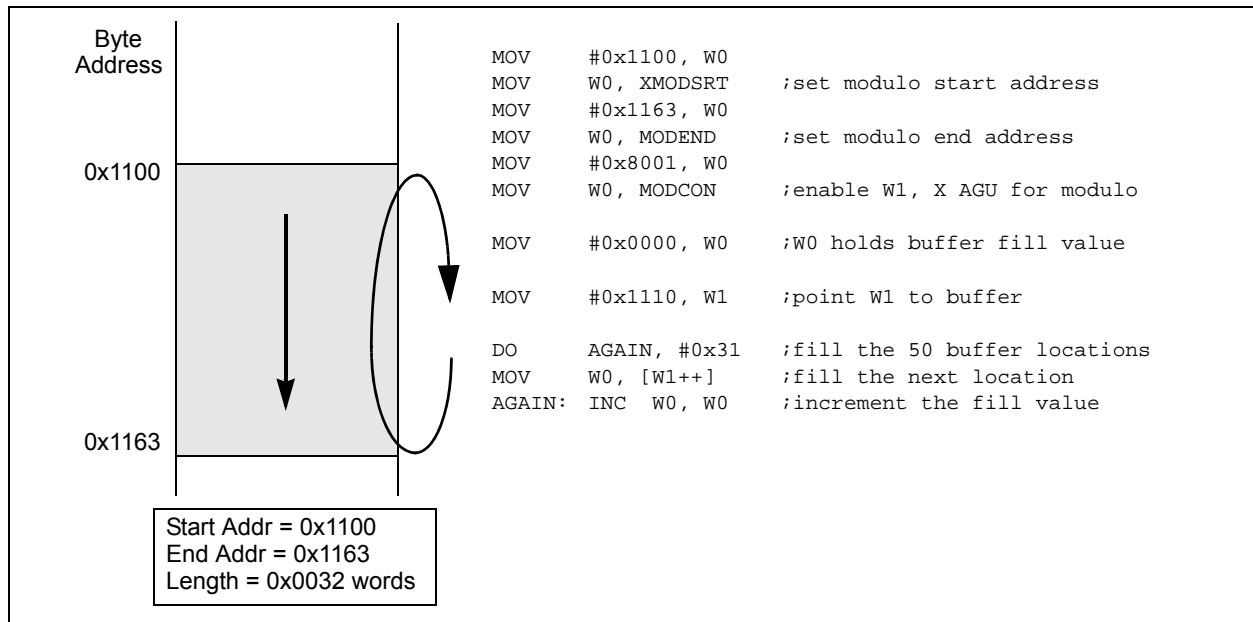 Byte
Address
0x1100
0x1163
Start Addr = 0x1100
End Addr = 0x1163
Length = 0x0032 words
MOV #0x1100, W0
MOV W0, XMODSRT ;set modulo start address
MOV #0x1163, W0
MOV W0, MODEND ;set modulo end address
MOV #0x8001, W0
MOV W0, MODCON ;enable W1, X AGU for modulo
MOV #0x0000, W0 ;W0 holds buffer fill value
MOV #0x1110, W1 ;point W1 to buffer
DO AGAIN, #0x31 ;fill the 50 buffer locations
MOV W0, [W1++] ;fill the next location
AGAIN: INC W0, W0 ;increment the fill value